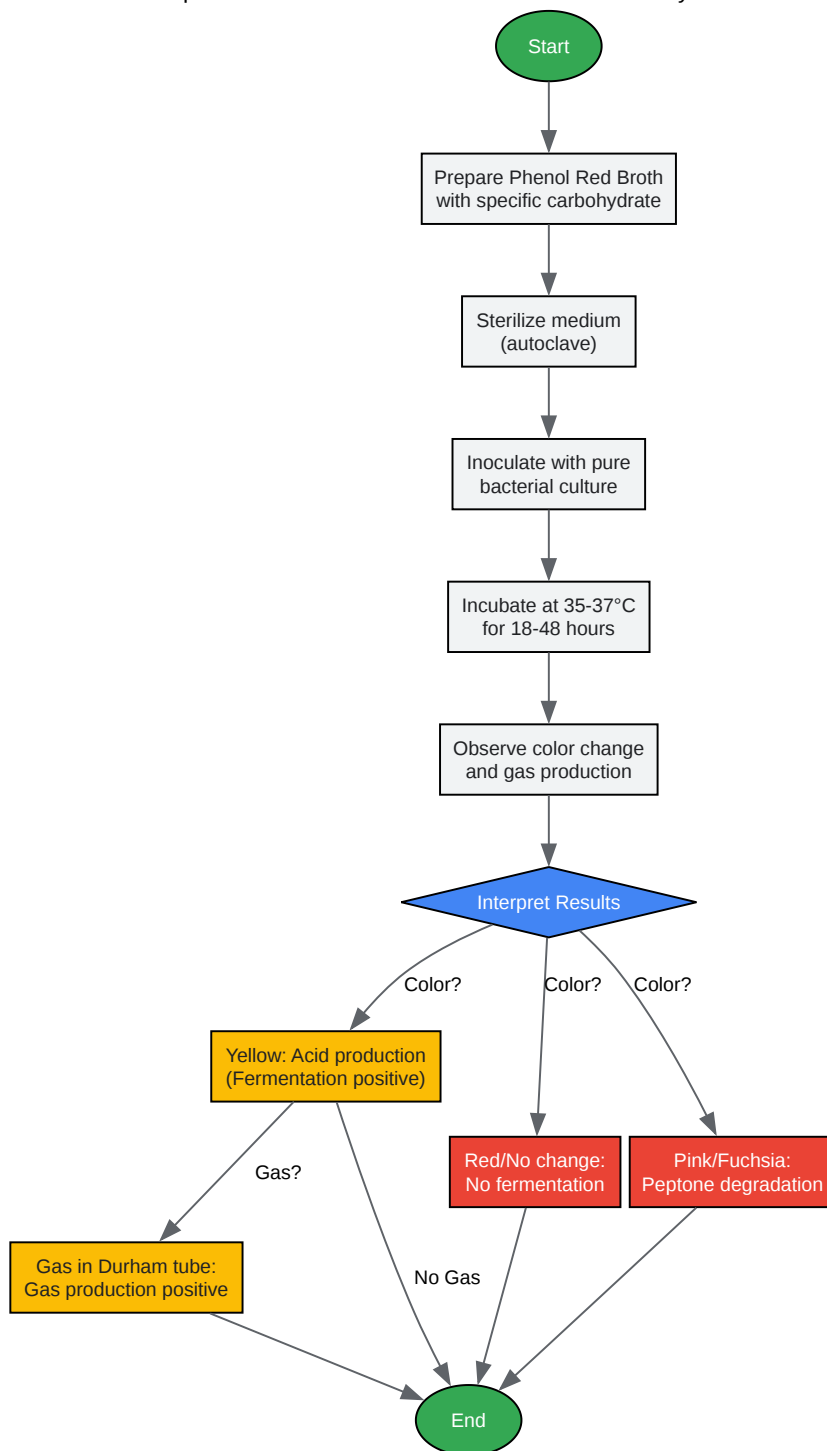 Start
Prepare Phenol Red Broth
with specific carbohydrate
Sterilize medium
(autoclave)
Inoculate with pure
bacterial culture
Incubate at 35-37°C
for 18-48 hours
Observe color change
and gas production
Interpret Results
Color?
Color?
Color?
Yellow: Acid production
(Fermentation positive)
Red/No change:
No fermentation
Pink/Fuchsia:
Peptone degradation
Gas?
Gas in Durham tube:
Gas production positive
No Gas
End